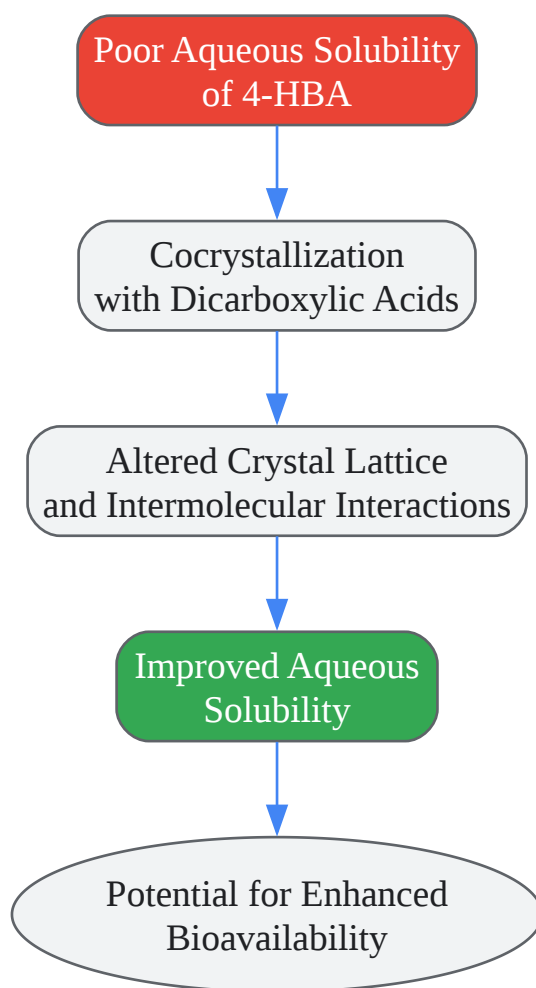 Poor Aqueous Solubility
of 4-HBA
Cocrystallization
with Dicarboxylic Acids
Altered Crystal Lattice
and Intermolecular Interactions
Improved Aqueous
Solubility
Potential for Enhanced
Bioavailability